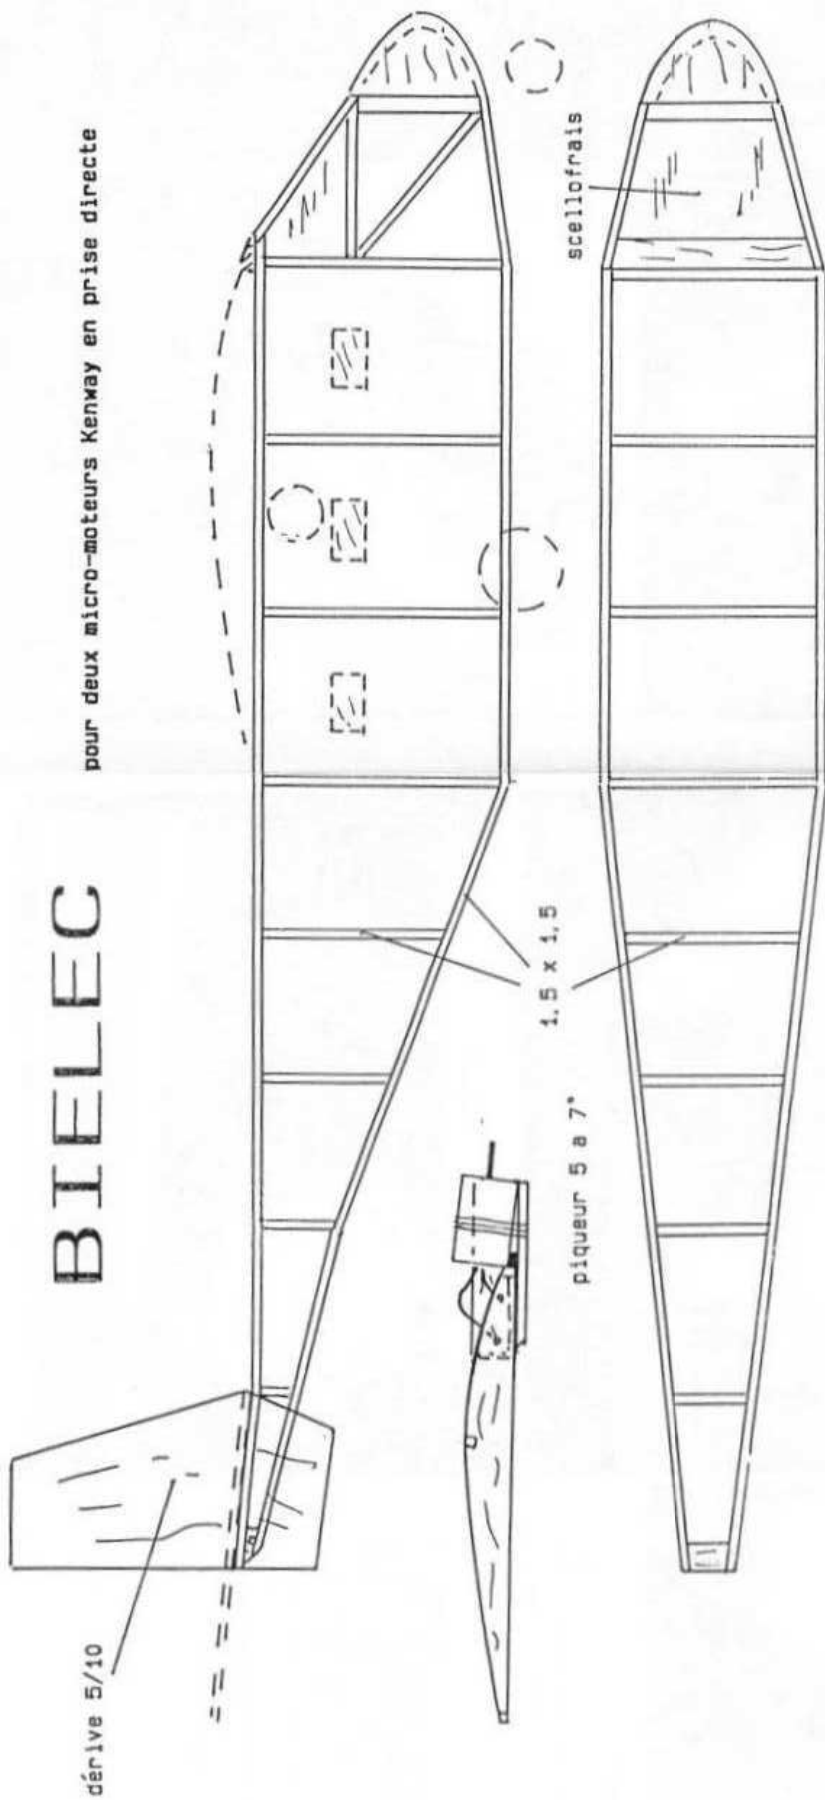 BIELEC
pour deux micro-moteurs Kenway en prise directe
dérive 5/10
scellofrais
1,5 x 1,5
piqueur 5 a 7°